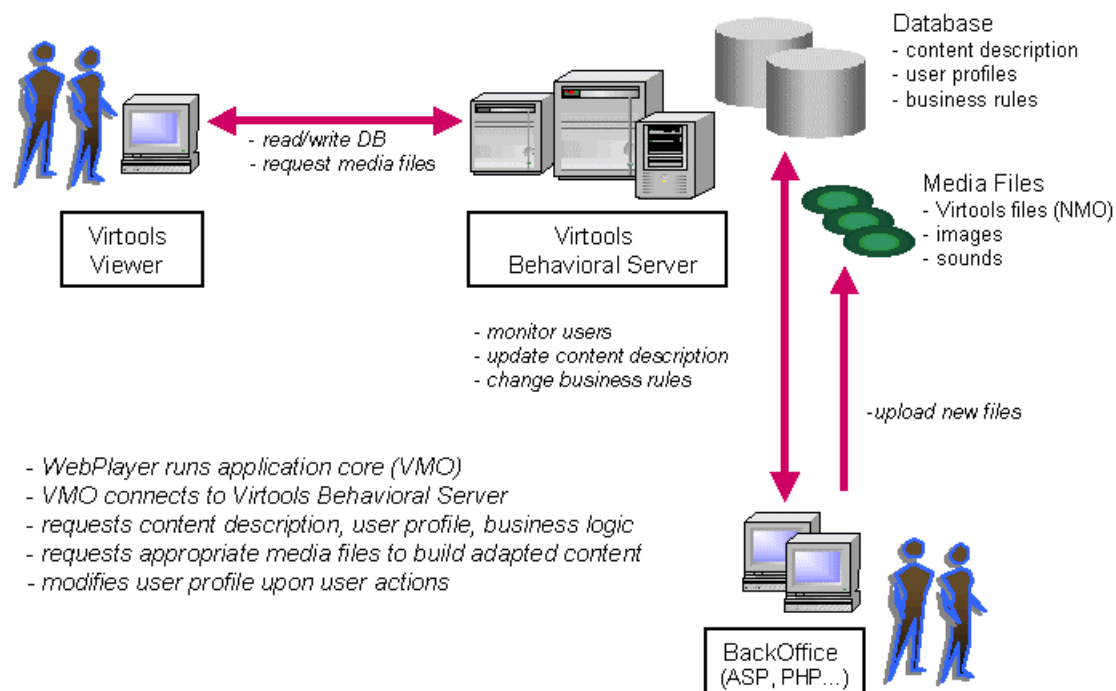 Database
- content description
- user profiles
- business rules
- read/write DB
- request media files
Media Files
- Virtools files (NMO)
- images
- sounds
Virtools
Viewer
Virtools
Behavioral Server
- monitor users
- update content description
- change business rules
-upload new files
- WebPlayer runs application core (VMO)
- VMO connects to Virtools Behavioral Server
- requests content description, user profile, business logic
- requests appropriate media files to build adapted content
- modifies user profile upon user actions
BackOffice
(ASP, PHP...)